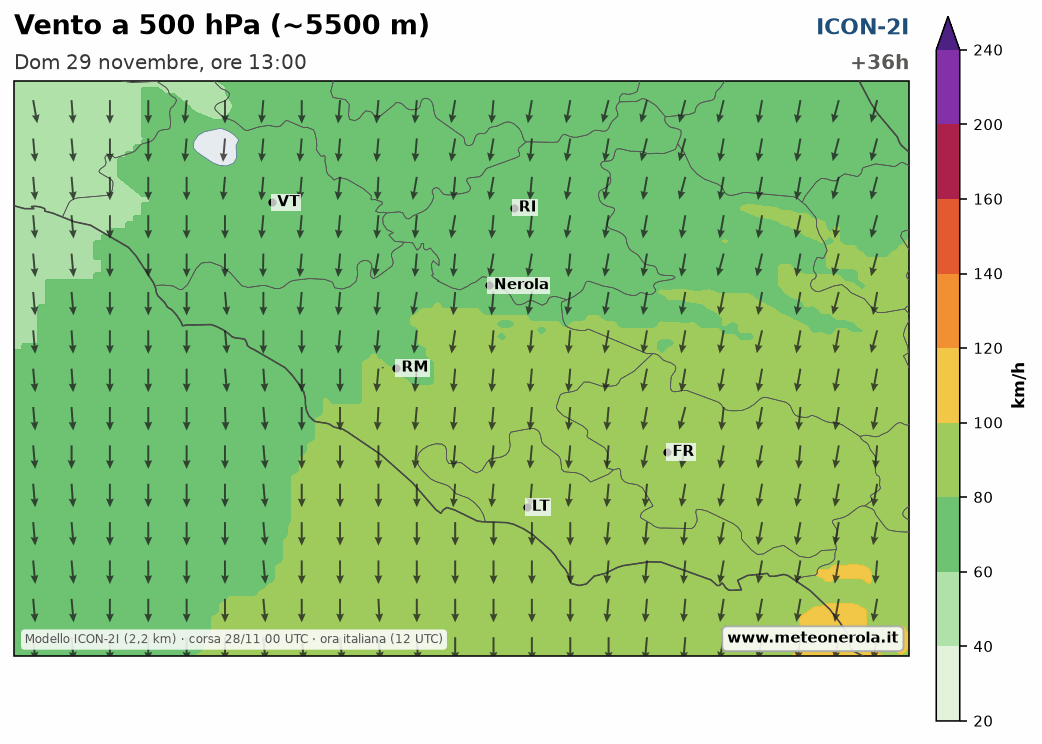 Vento a 500 hPa (~5500 m)
ICON-2I
Dom 29 novembre, ore 13:00
+36h
VT
RI
Nerola
RM
FR
LT
Modello ICON-2I (2,2 km) · corsa 28/11 00 UTC · ora italiana (12 UTC)
www.meteonerola.it
240
200
160
140
120
100
80
60
40
20
km/h